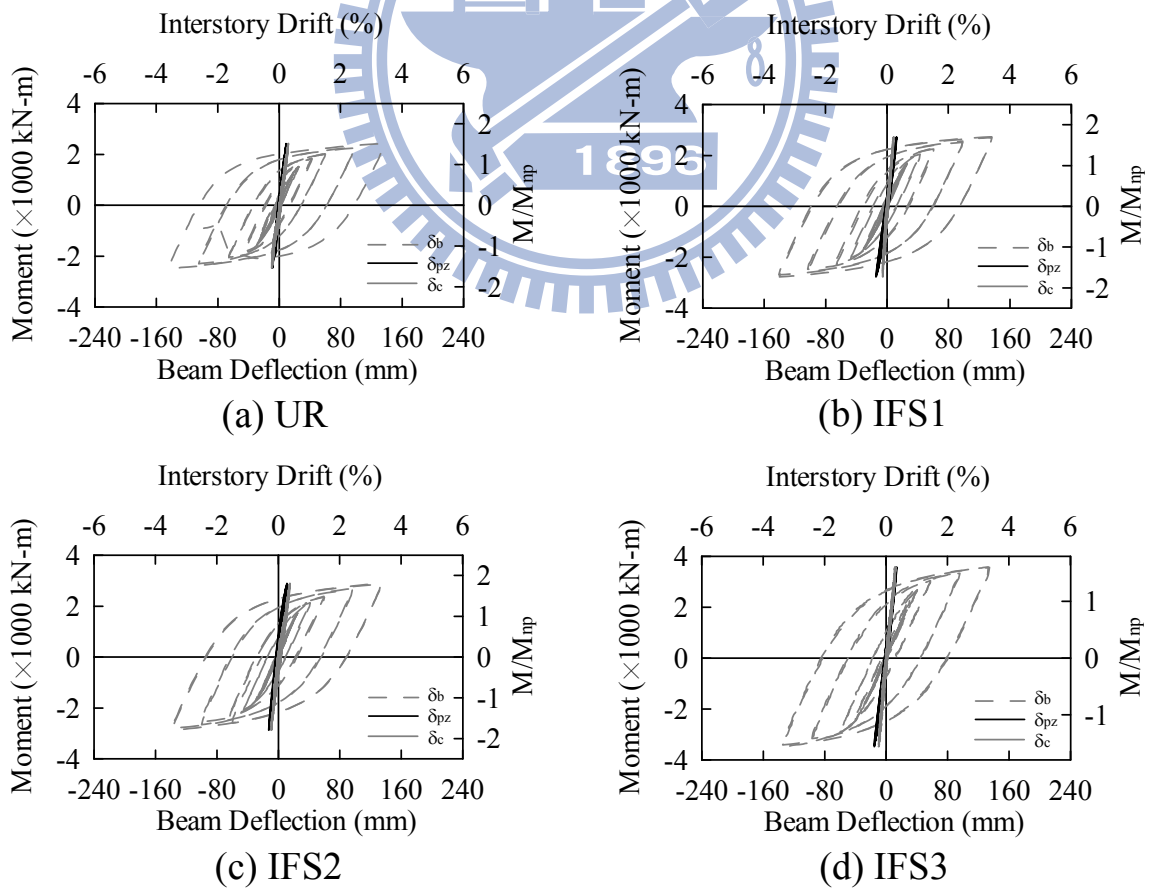 Interstory Drift (%)
-6 -4 -2 0 2 4 6
Moment (×1000 kN-m)
4
2
0
-2
-4
2
1
0
-1
-2
M/Mnp
δb
δpz
δc
-240 -160 -80 0 80 160 240
Beam Deflection (mm)
(a) UR
Interstory Drift (%)
-6 -4 -2 0 2 4 6
Moment (×1000 kN-m)
4
2
0
-2
-4
2
1
0
-1
-2
M/Mnp
δb
δpz
δc
-240 -160 -80 0 80 160 240
Beam Deflection (mm)
(b) IFS1
1896
Interstory Drift (%)
-6 -4 -2 0 2 4 6
Moment (×1000 kN-m)
4
2
0
-2
-4
2
1
0
-1
-2
M/Mnp
δb
δpz
δc
-240 -160 -80 0 80 160 240
Beam Deflection (mm)
(c) IFS2
Interstory Drift (%)
-6 -4 -2 0 2 4 6
Moment (×1000 kN-m)
4
2
0
-2
-4
1
0
-1
M/Mnp
δb
δpz
δc
-240 -160 -80 0 80 160 240
Beam Deflection (mm)
(d) IFS3